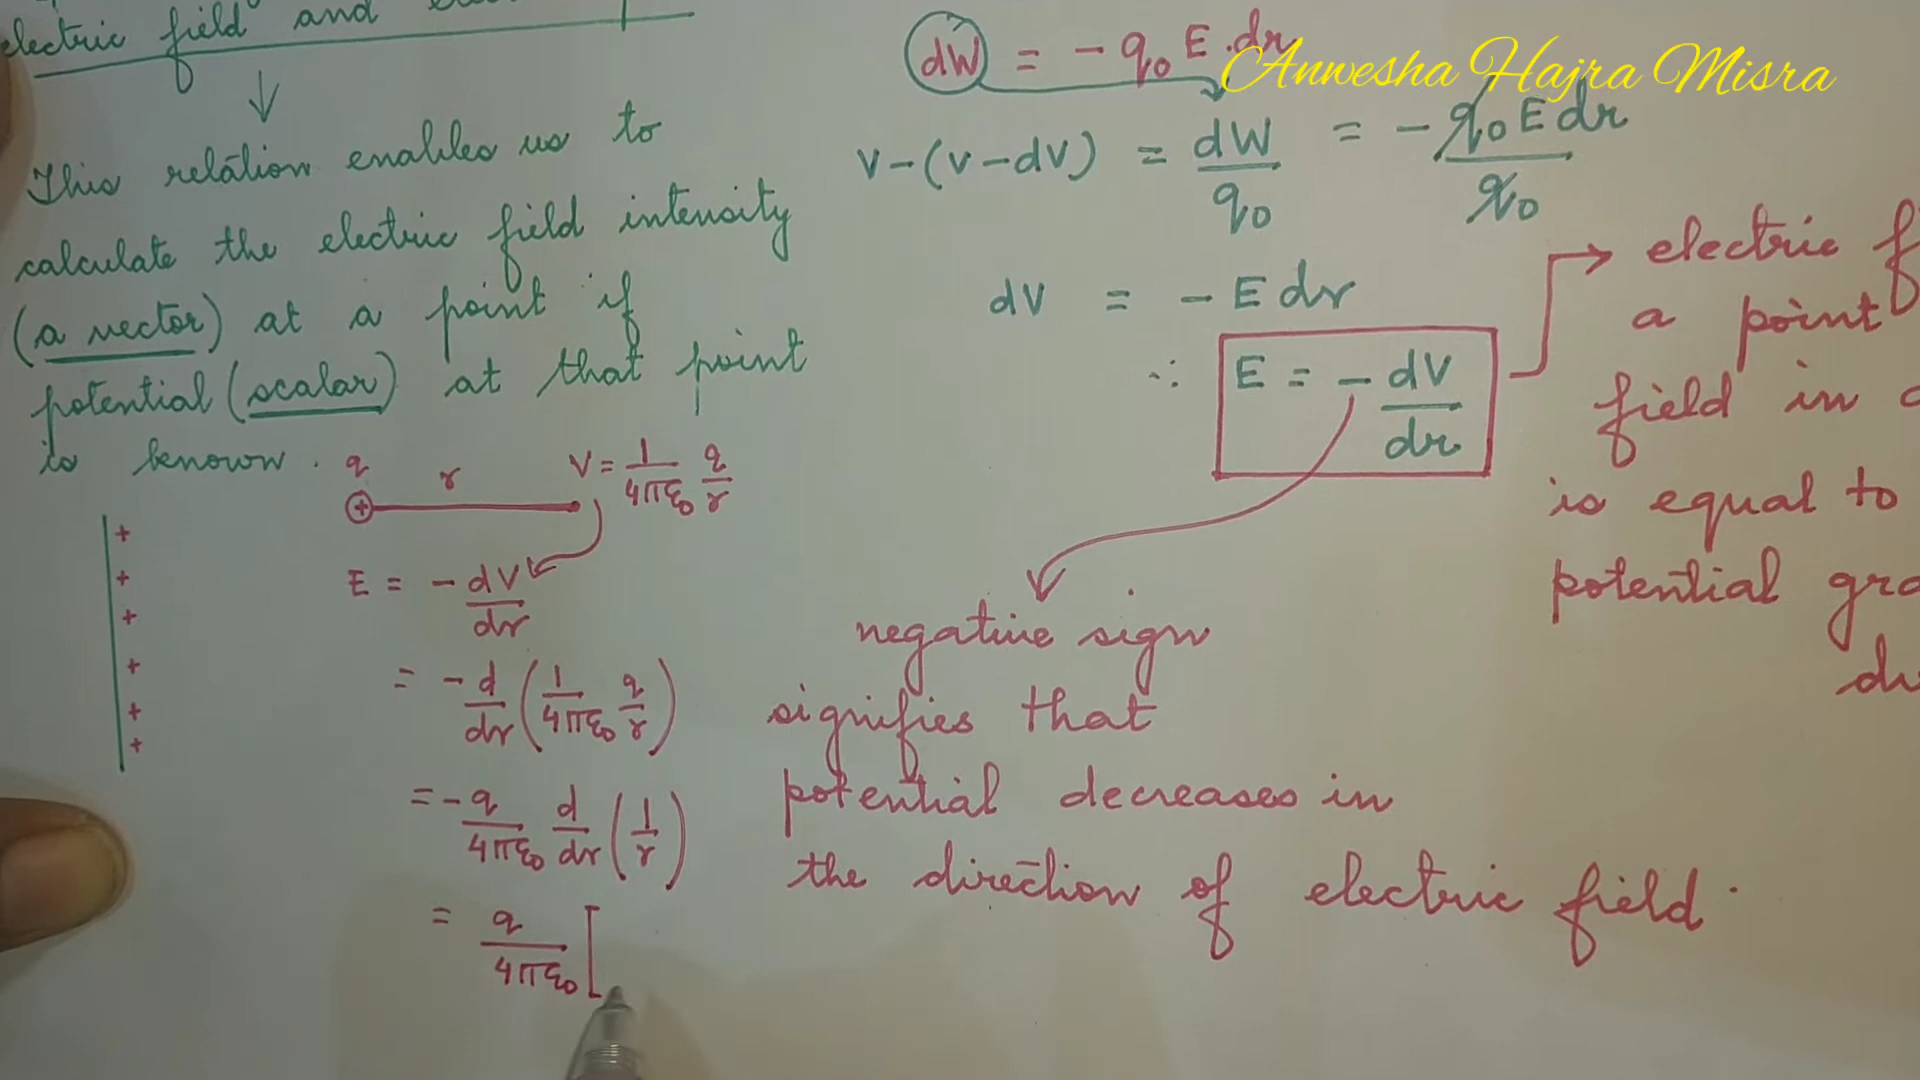 electric field and
This relation enables us to
calculate the electric field intensity
(a vector) at a point if
potential (scalar) at that point
is known.
q r V = 1/4πε₀ q/r
+
+
+
+
+
+
E = - dV/dr
= - d/dr (1/4πε₀ q/r)
= - q/4πε₀ d/dr (1/r)
= q/4πε₀ [
dW = - q₀ E . dr
Anwesha Hajra Misra
V - (V - dV) = dW/q₀ = - q₀ E dr/q₀
dV = - E dr
∴ E = - dV/dr
negative sign
signifies that
potential decreases in
the direction of electric field.
electric
a point
field in
is equal to
potential